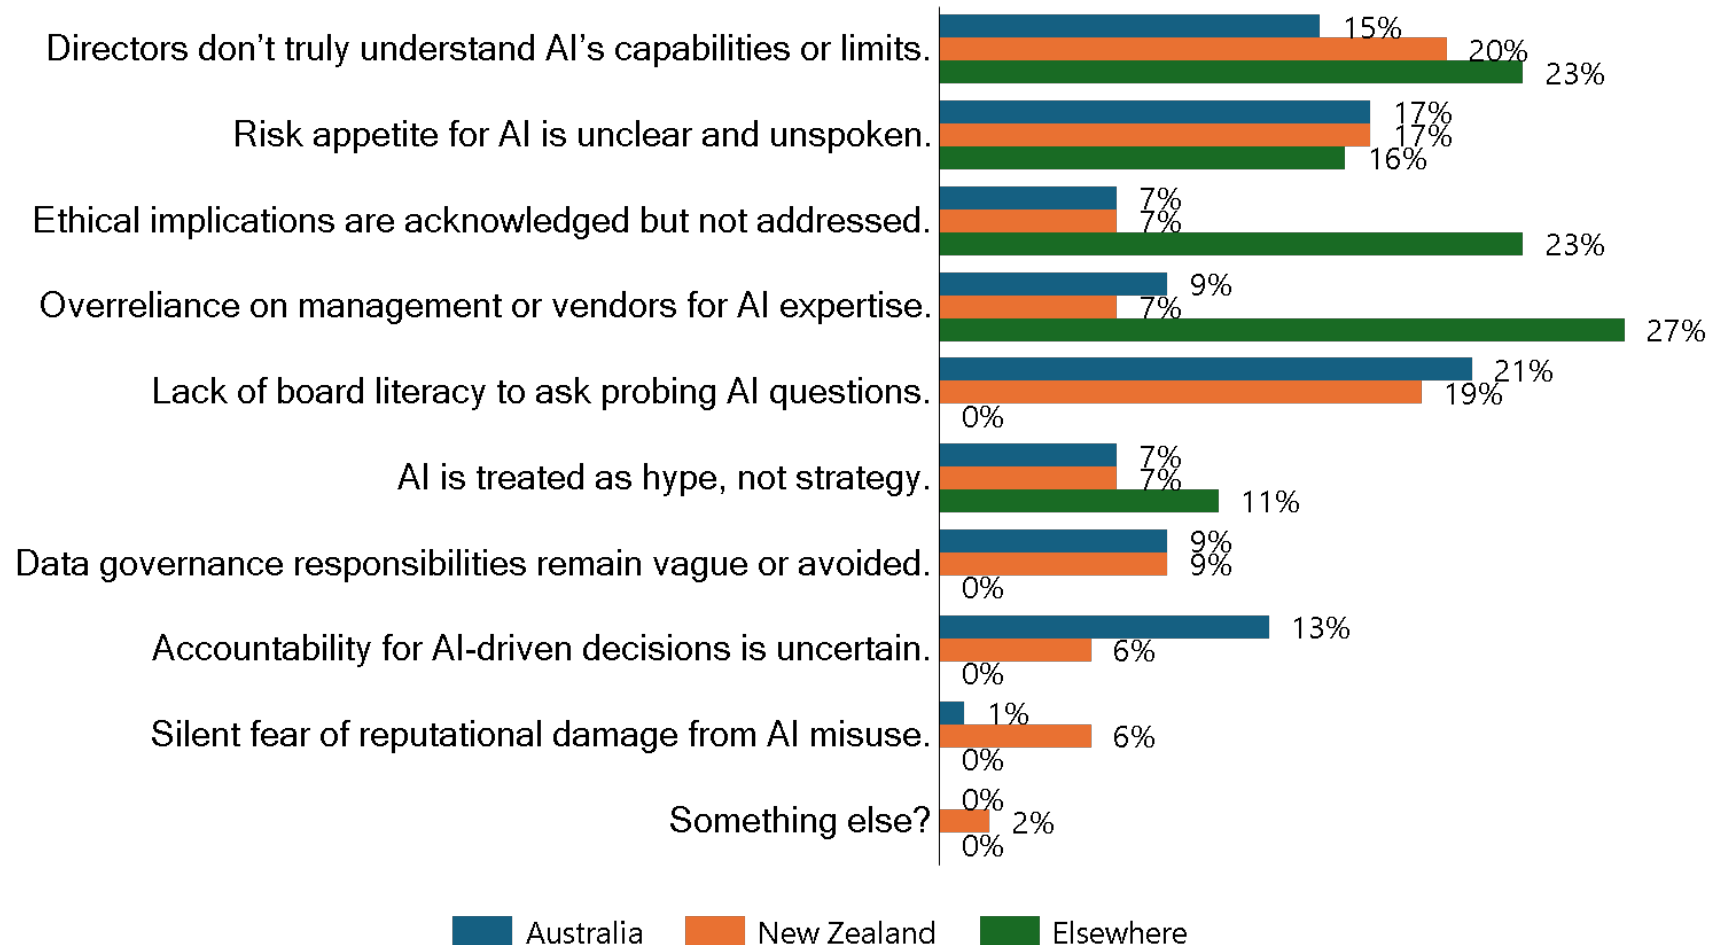 Directors don’t truly understand AI’s capabilities or limits.
15%
20%
23%
Risk appetite for AI is unclear and unspoken.
17%
17%
16%
Ethical implications are acknowledged but not addressed.
7%
7%
23%
Overreliance on management or vendors for AI expertise.
9%
7%
27%
Lack of board literacy to ask probing AI questions.
21%
19%
0%
AI is treated as hype, not strategy.
7%
7%
11%
Data governance responsibilities remain vague or avoided.
9%
9%
0%
Accountability for AI-driven decisions is uncertain.
13%
6%
0%
Silent fear of reputational damage from AI misuse.
1%
6%
0%
Something else?
0%
2%
0%
Australia New Zealand Elsewhere